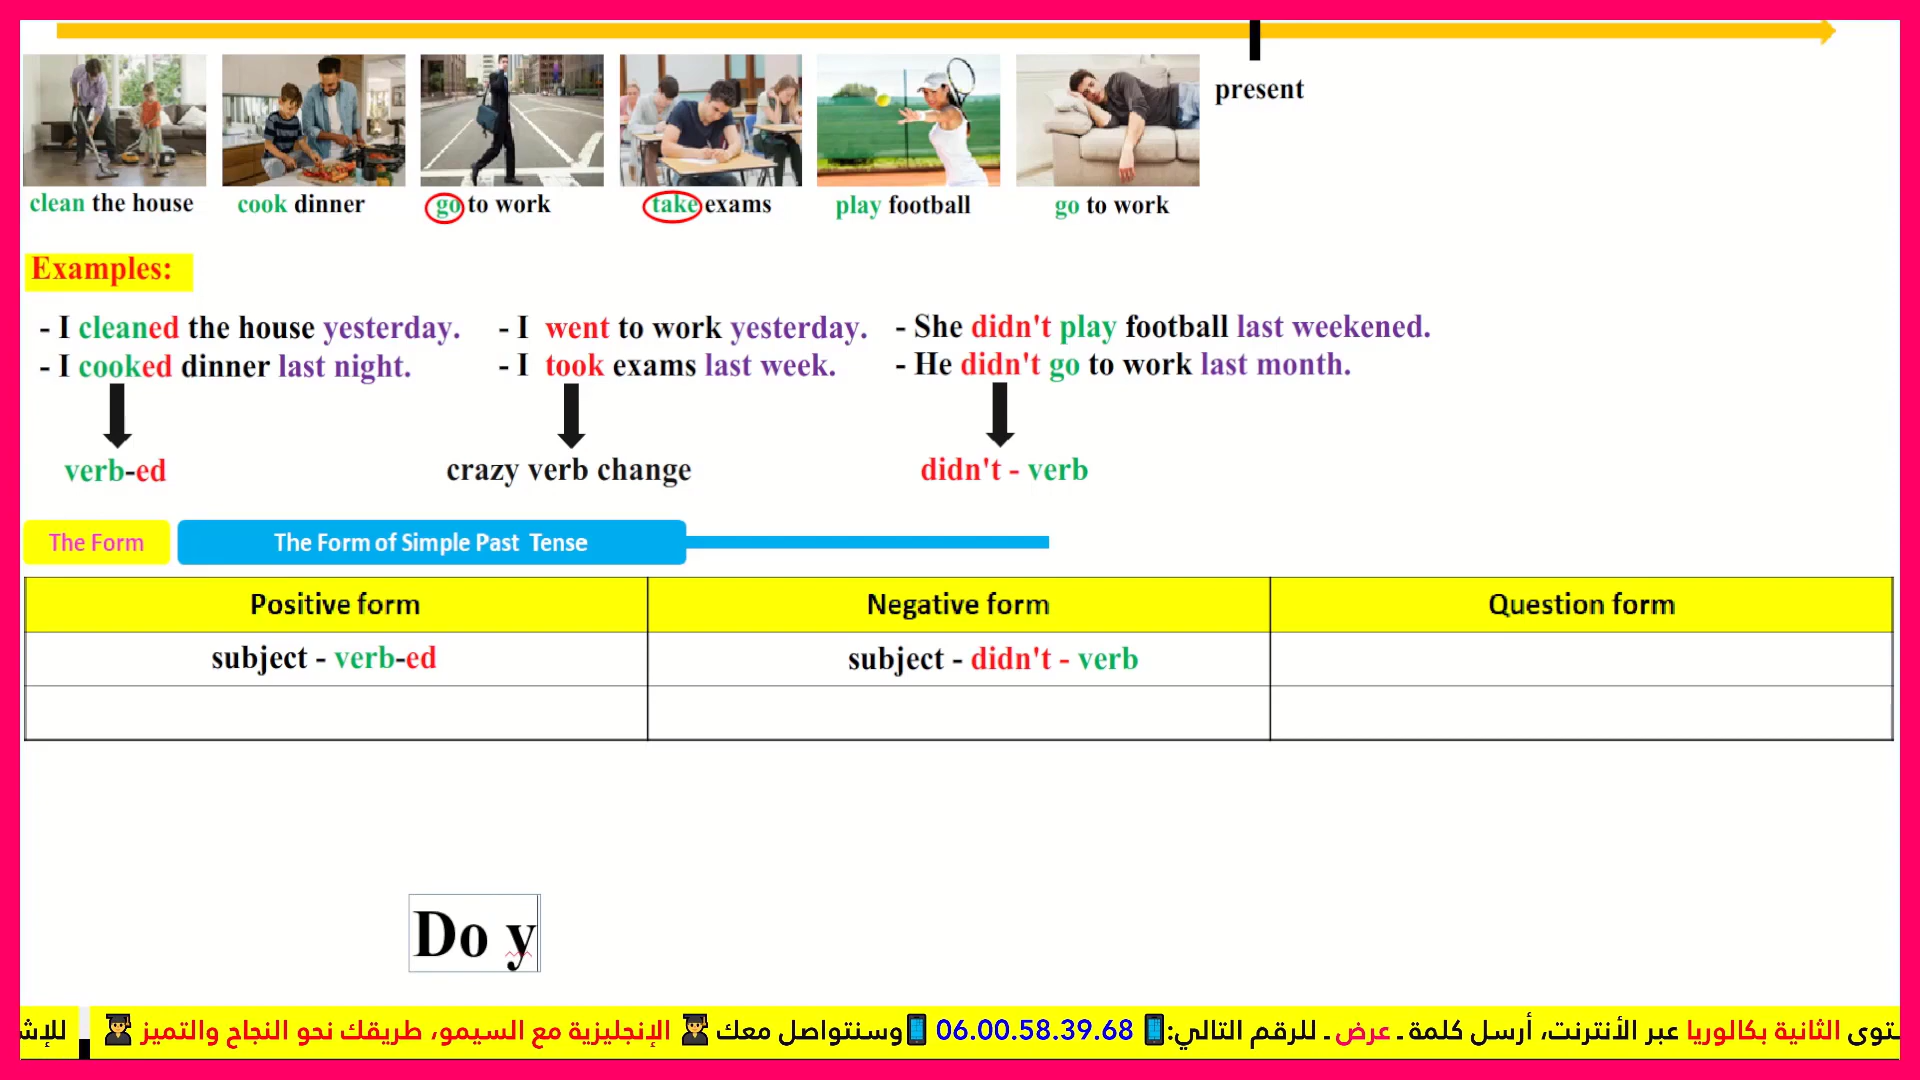 present
clean the house
cook dinner
go to work
take exams
play football
go to work
Examples:
- I cleaned the house yesterday.
- I cooked dinner last night.
verb-ed
- I went to work yesterday.
- I took exams last week.
crazy verb change
- She didn't play football last weekened.
- He didn't go to work last month.
didn't - verb
The Form
The Form of Simple Past Tense
Positive form Negative form Question form
subject - verb-ed subject - didn't - verb
Do y
الثانية بكالوريا عبر الأنترنت، أرسل كلمة ـ عرض ـ للرقم التالي: 06.00.58.39.68 وسنتواصل معك الإنجليزية مع السيمو، طريقك نحو النجاح والتميز